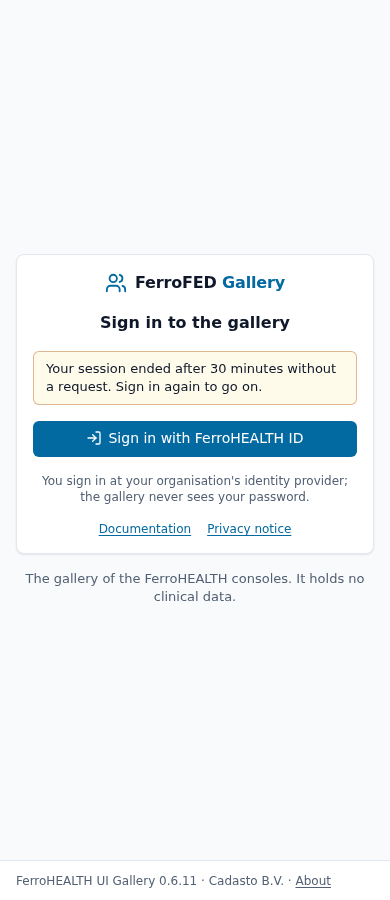 FerroFED Gallery
Sign in to the gallery
Your session ended after 30 minutes without
a request. Sign in again to go on.
Sign in with FerroHEALTH ID
You sign in at your organisation's identity provider;
the gallery never sees your password.
Documentation Privacy notice
The gallery of the FerroHEALTH consoles. It holds no
clinical data.
FerroHEALTH UI Gallery 0.6.11 · Cadasto B.V. · About